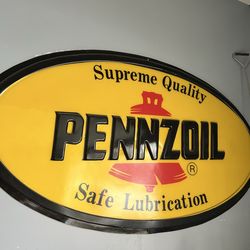 Supreme Quality
PENNZOIL
®
Safe Lubrication